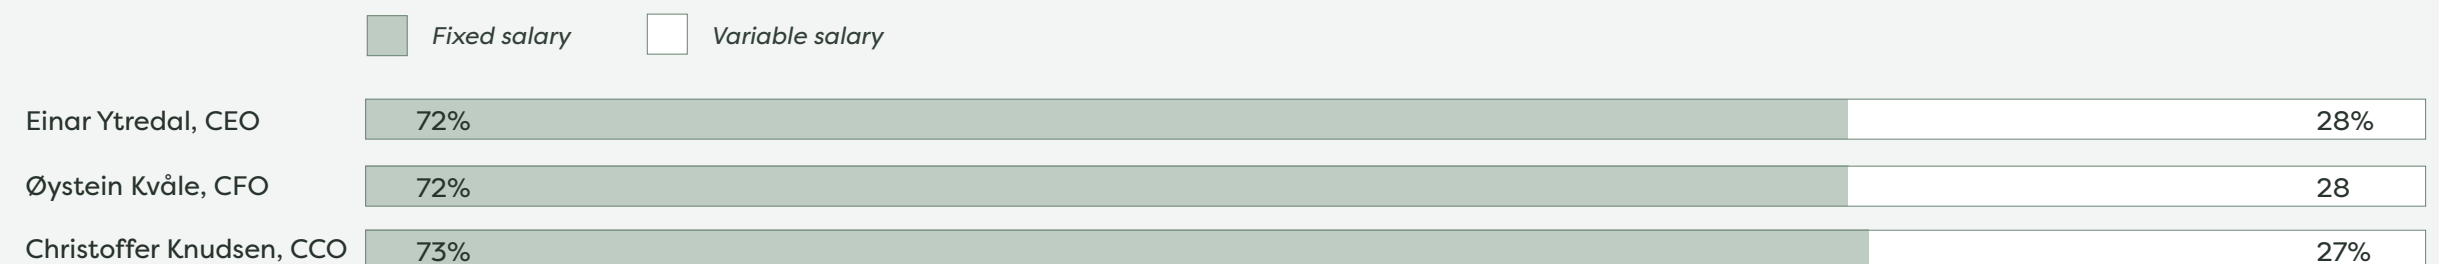 Fixed salary Variable salary
Einar Ytredal, CEO 72% 28%
Øystein Kvåle, CFO 72% 28
Christoffer Knudsen, CCO 73% 27%